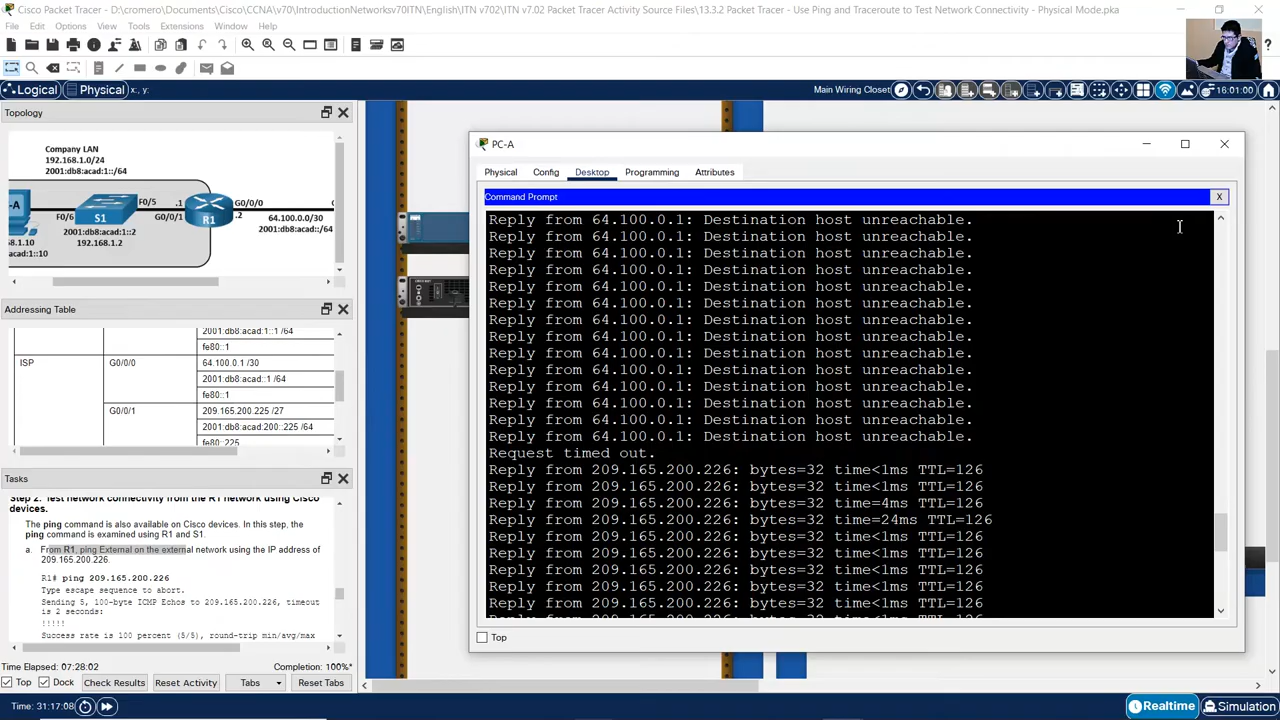 Cisco Packet Tracer - D:\cromero\Documents\Cisco\CCNA\v70\IntroductionNetworksv70ITN\English\ITN v702\ITN v7.02 Packet Tracer Activity Source Files\13.3.2 Packet Tracer - Use Ping and Traceroute to Test Network Connectivity - Physical Mode.pka
File Edit Options View Tools Extensions Window Help
Logical Physical x:, y: Main Wiring Closet 16:01:00
Topology
Company LAN
192.168.1.0/24
2001:db8:acad:1::/64
-A
F0/6
S1
F0/5
.1
G0/0/1
R1
G0/0/0
.2
64.100.0.0/30
2001:db8:acad::/64
2001:db8:acad:1::2
192.168.1.2
58.1.10
acad:1::10
Addressing Table
2001:db8:acad:1::1 /64
fe80::1
ISP G0/0/0 64.100.0.1 /30
2001:db8:acad::1 /64
fe80::1
G0/0/1 209.165.200.225 /27
2001:db8:acad:200::225 /64
fe80::225
Tasks
Step 2: Test network connectivity from the R1 network using Cisco
devices.
The ping command is also available on Cisco devices. In this step, the
ping command is examined using R1 and S1.
a. From R1, ping External on the external network using the IP address of
209.165.200.226.
R1# ping 209.165.200.226
Type escape sequence to abort.
Sending 5, 100-byte ICMP Echos to 209.165.200.226, timeout
is 2 seconds:
!!!!!
Success rate is 100 percent (5/5), round-trip min/avg/max
Time Elapsed: 07:28:02 Completion: 100%*
Top Dock Check Results Reset Activity Tabs Reset Tabs
Time: 31:17:08 Realtime Simulation
PC-A
Physical Config Desktop Programming Attributes
Command Prompt X
Reply from 64.100.0.1: Destination host unreachable.
Reply from 64.100.0.1: Destination host unreachable.
Reply from 64.100.0.1: Destination host unreachable.
Reply from 64.100.0.1: Destination host unreachable.
Reply from 64.100.0.1: Destination host unreachable.
Reply from 64.100.0.1: Destination host unreachable.
Reply from 64.100.0.1: Destination host unreachable.
Reply from 64.100.0.1: Destination host unreachable.
Reply from 64.100.0.1: Destination host unreachable.
Reply from 64.100.0.1: Destination host unreachable.
Reply from 64.100.0.1: Destination host unreachable.
Reply from 64.100.0.1: Destination host unreachable.
Reply from 64.100.0.1: Destination host unreachable.
Reply from 64.100.0.1: Destination host unreachable.
Request timed out.
Reply from 209.165.200.226: bytes=32 time<1ms TTL=126
Reply from 209.165.200.226: bytes=32 time<1ms TTL=126
Reply from 209.165.200.226: bytes=32 time=4ms TTL=126
Reply from 209.165.200.226: bytes=32 time=24ms TTL=126
Reply from 209.165.200.226: bytes=32 time<1ms TTL=126
Reply from 209.165.200.226: bytes=32 time<1ms TTL=126
Reply from 209.165.200.226: bytes=32 time<1ms TTL=126
Reply from 209.165.200.226: bytes=32 time<1ms TTL=126
Reply from 209.165.200.226: bytes=32 time<1ms TTL=126
Top